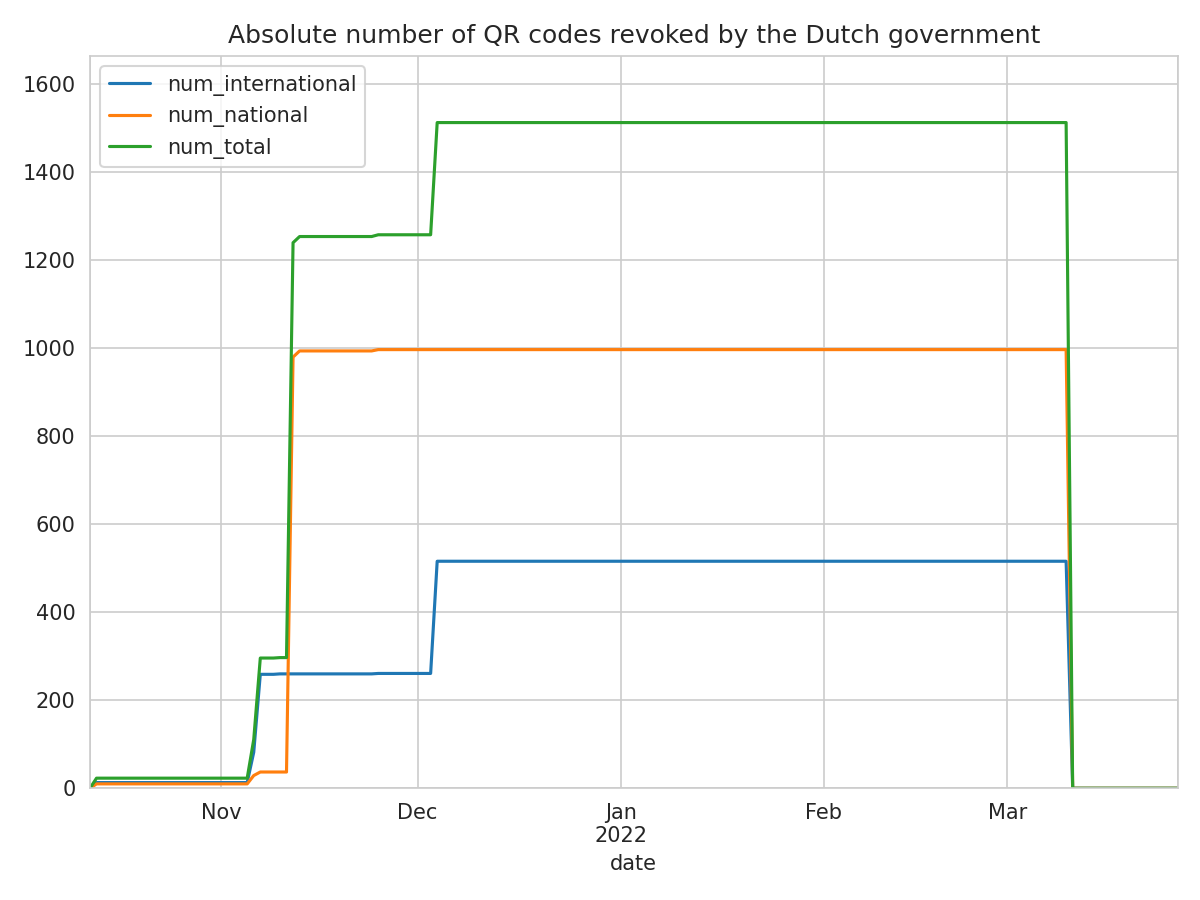 Absolute number of QR codes revoked by the Dutch government
num_international
num_national
num_total
1600
1400
1200
1000
800
600
400
200
0
Nov
Dec
Jan
2022
Feb
Mar
date